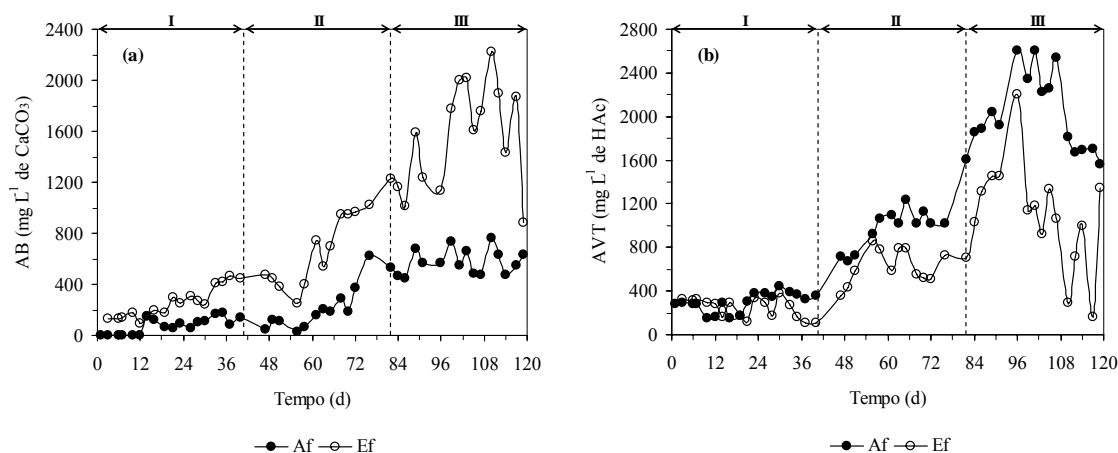 I II III
(a)
2400
2000
1600
1200
800
400
0
AB (mg L⁻¹ de CaCO₃)
0 12 24 36 48 60 72 84 96 108 120
Tempo (d)
Af Ef
I II III
(b)
2800
2400
2000
1600
1200
800
400
0
AVT (mg L⁻¹ de HAc)
0 12 24 36 48 60 72 84 96 108 120
Tempo (d)
Af Ef